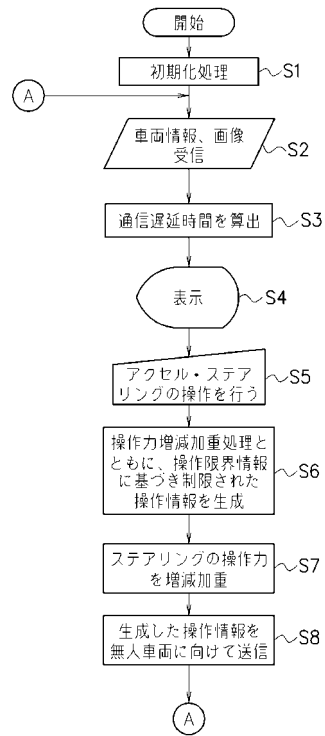 開始
初期化処理
S1
A
車両情報、画像
受信
S2
通信遅延時間を算出
S3
表示
S4
アクセル・ステア
リングの操作を行う
S5
操作力増減加重処理と
ともに、操作限界情報
に基づき制限された
操作情報を生成
S6
ステアリングの操作力
を増減加重
S7
生成した操作情報を
無人車両に向けて送信
S8
A